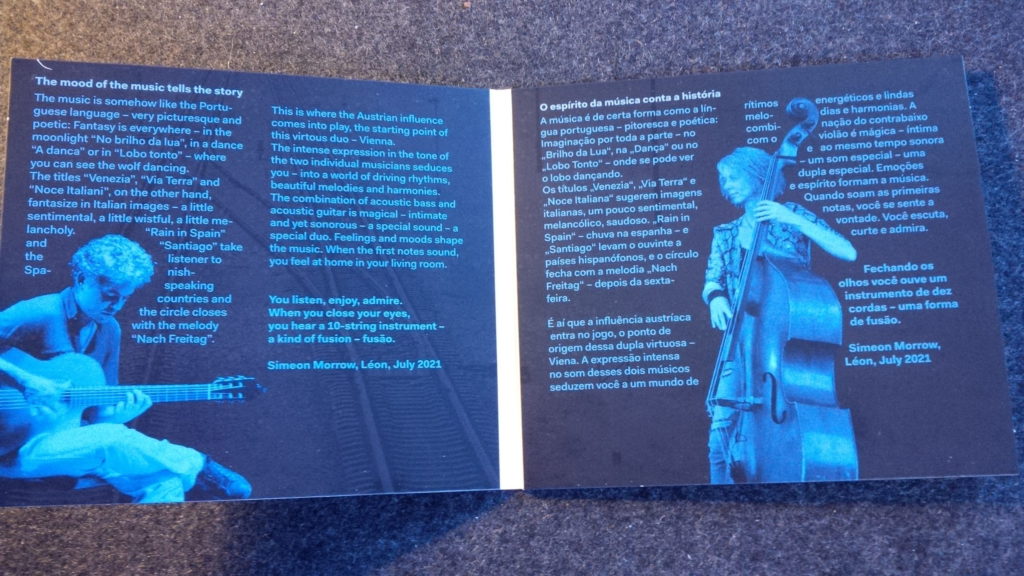 The mood of the music tells the story
The music is somehow like the Portu-
guese language – very picturesque and
poetic: Fantasy is everywhere – in the
moonlight “No brilho da lua”, in a dance
“A danca” or in “Lobo tonto” – where
you can see the wolf dancing.
The titles “Venezia”, “Via Terra” and
“Noce Italiani”, on the other hand,
fantasize in Italian images – a little
sentimental, a little wistful, a little me-
lancholy. “Rain in Spain”
and “Santiago” take
the listener to
Spa- nish-
speaking
countries and
the circle closes
with the melody
“Nach Freitag”.
This is where the Austrian influence
comes into play, the starting point of
this virtuos duo – Vienna.
The intense expression in the tone of
the two individual musicians seduces
you – into a world of driving rhythms,
beautiful melodies and harmonies.
The combination of acoustic bass and
acoustic guitar is magical – intimate
and yet sonorous – a special sound – a
special duo. Feelings and moods shape
the music. When the first notes sound,
you feel at home in your living room.
You listen, enjoy, admire.
When you close your eyes,
you hear a 10-string instrument –
a kind of fusion – fusão.
Simeon Morrow, Léon, July 2021
O espírito da música conta a história
A música é de certa forma como a lín-
gua portuguesa – pitoresca e poética:
Imaginação por toda a parte – no
„Brilho da Lua”, na „Dança” ou no
„Lobo Tonto” – onde se pode ver
o lobo dançando.
Os títulos „Venezia”, „Via Terra” e
„Noce Italiana” sugerem imagens
italianas, um pouco sentimental,
melancólico, saudoso. „Rain in
Spain” – chuva na espanha – e
„Santiago” levam o ouvinte a
países hispanófonos, e o círculo
fecha com a melodia „Nach
Freitag” – depois da sexta-
feira.
É aí que a influência austríaca
entra no jogo, o ponto de
origem dessa dupla virtuosa –
Viena. A expressão intensa
no som desses dois músicos
seduzem você a um mundo de
rítimos energéticos e lindas
melo- dias e harmonias. A
combi- nação do contrabaixo
com o violão é mágica – íntima
e ao mesmo tempo sonora
– um som especial – uma
dupla especial. Emoções
e espírito formam a música.
Quando soam as primeiras
notas, você se sente a
vontade. Você escuta,
curte e admira.
Fechando os
olhos você ouve um
instrumento de dez
cordas – uma forma
de fusão.
Simeon Morrow,
Léon, July 2021